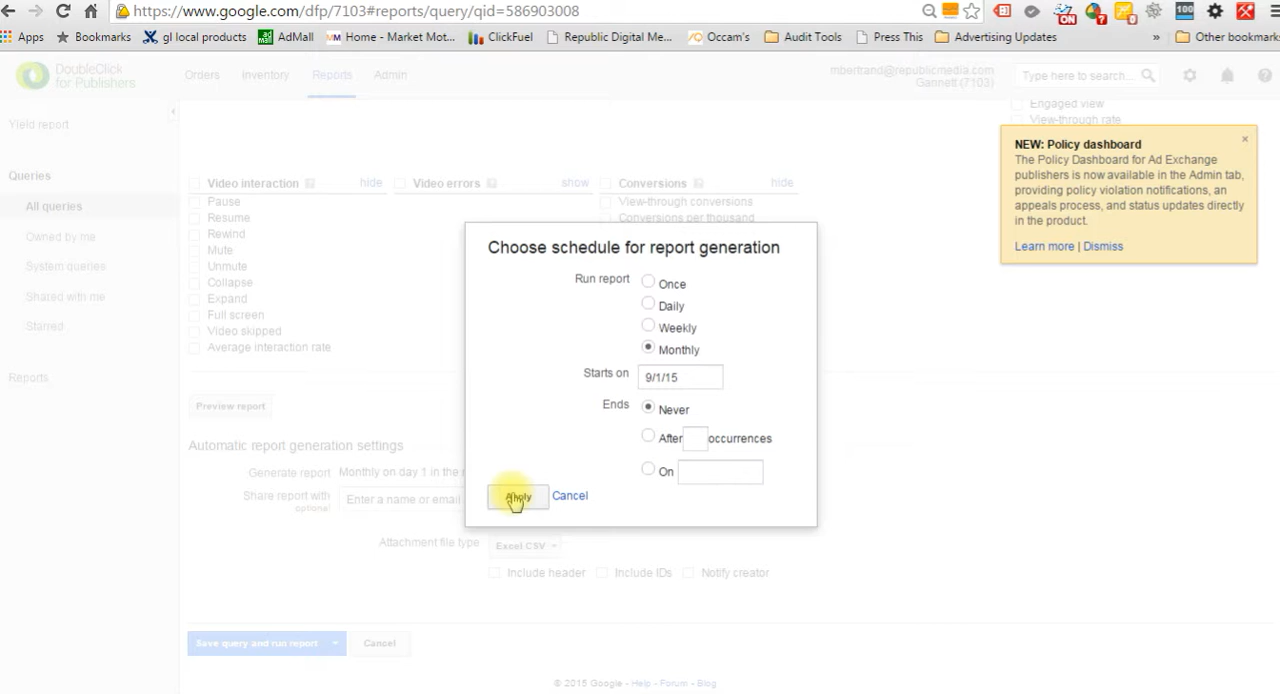 https://www.google.com/dfp/7103#reports/query/qid=586903008
ON
7
100
Apps Bookmarks gl local products AdMall Home - Market Mot... ClickFuel Republic Digital Me... Occam's Audit Tools Press This Advertising Updates » Other bookmarks
DoubleClick
for Publishers
Orders Inventory Reports Admin
mbertrand@republicmedia.com
Gannett (7103)
Type here to search...
Yield report
Queries
All queries
Owned by me
System queries
Shared with me
Starred
Reports
Engaged view
View-through rate
NEW: Policy dashboard
The Policy Dashboard for Ad Exchange
publishers is now available in the Admin tab,
providing policy violation notifications, an
appeals process, and status updates directly
in the product.
Learn more | Dismiss
Video interaction ? hide Video errors ? show Conversions ? hide
Pause
Resume
Rewind
Mute
Unmute
Collapse
Expand
Full screen
Video skipped
Average interaction rate
View-through conversions
Conversions per thousand
Choose schedule for report generation
Run report Once
Daily
Weekly
Monthly
Starts on 9/1/15
Ends Never
After occurrences
On
Apply Cancel
Preview report
Automatic report generation settings
Generate report Monthly on day 1 in the
Share report with Enter a name or email
optional
Attachment file type Excel CSV
Include header Include IDs Notify creator
Save query and run report Cancel
© 2015 Google - Help - Forum - Blog